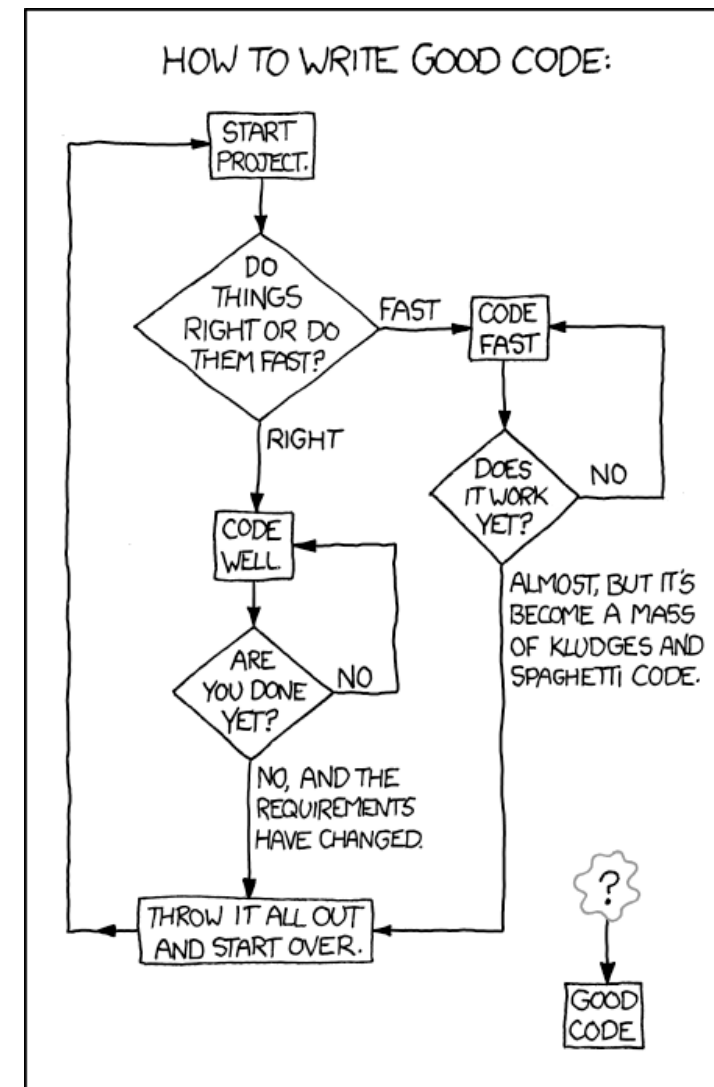 HOW TO WRITE GOOD CODE:
START
PROJECT.
DO
THINGS
RIGHT OR DO
THEM FAST?
FAST
CODE
FAST
RIGHT
DOES
IT WORK
YET?
NO
CODE
WELL.
ALMOST, BUT IT'S
BECOME A MASS
OF KLUDGES AND
SPAGHETTI CODE.
ARE
YOU DONE
YET?
NO
NO, AND THE
REQUIREMENTS
HAVE CHANGED.
THROW IT ALL OUT
AND START OVER.
?
GOOD
CODE